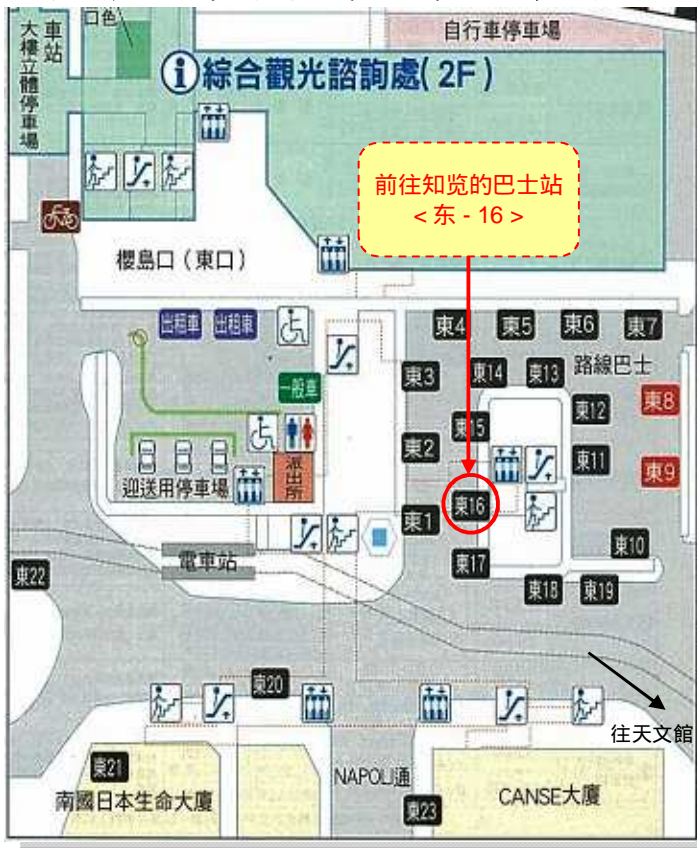 自行車停車場
車站
大樓立體停車場
口色
i 綜合觀光諮詢處(2F)
前往知览的巴士站
<东-16>
櫻島口(東口)
出租車
出租車
東4
東5
東6
東7
路線巴士
東3
東14
東13
一般車
東12
東8
東2
東15
東11
東9
派出所
迎送用停車場
東16
東1
東10
電車站
東17
東22
東18
東19
東20
往天文館
東21
南國日本生命大廈
NAPOLI通
東23
CANSE大廈